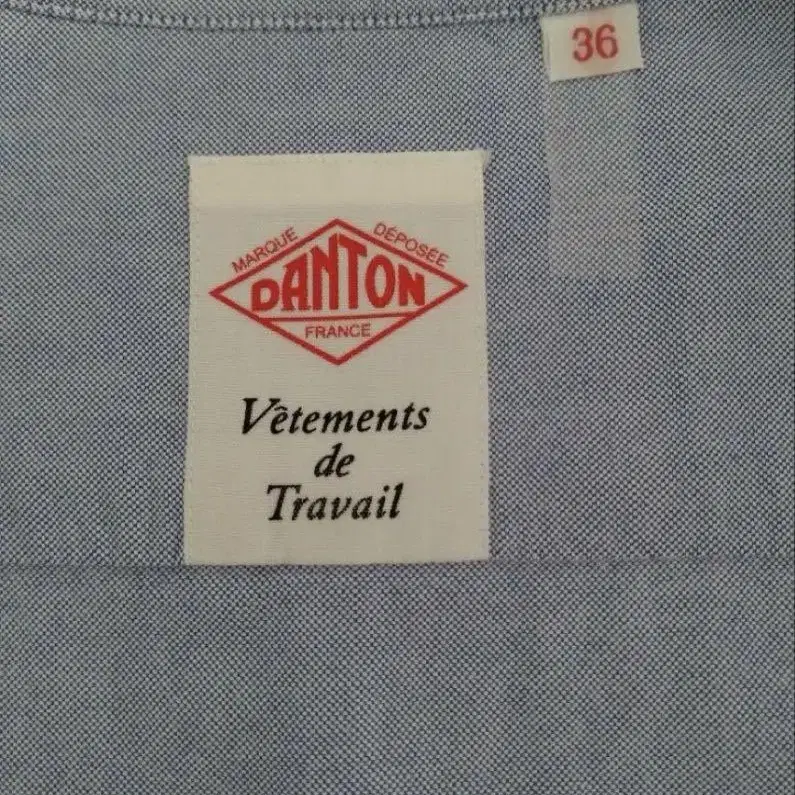 36
MARQUE DÉPOSÉE
DANTON
FRANCE
Vêtements
de
Travail